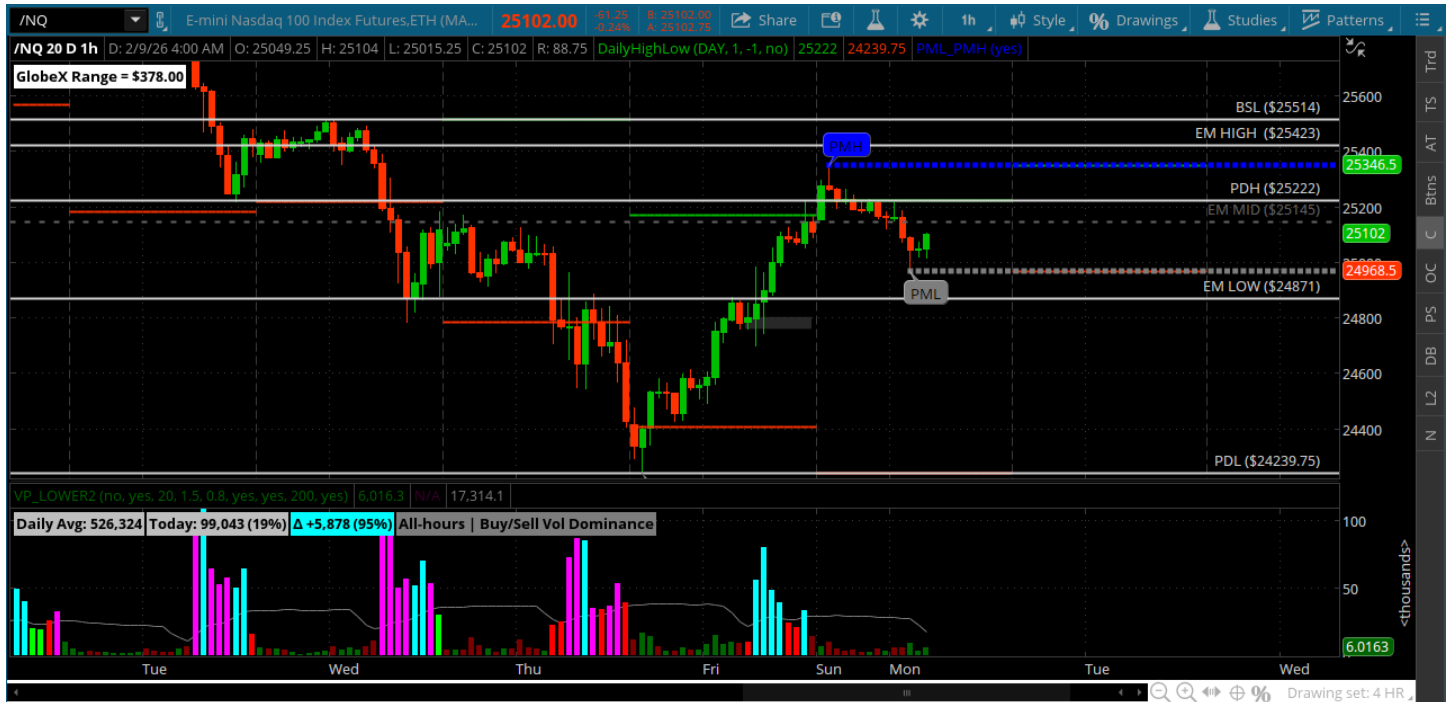 /NQ E-mini Nasdaq 100 Index Futures,ETH (MA... 25102.00 -61.25 -0.24% B: 25102.00 A: 25102.75 Share 1h Style % Drawings Studies Patterns
/NQ 20 D 1h D: 2/9/26 4:00 AM O: 25049.25 H: 25104 L: 25015.25 C: 25102 R: 88.75 DailyHighLow (DAY, 1, -1, no) 25222 24239.75 PML_PMH (yes)
GlobeX Range = $378.00
25600
BSL ($25514)
EM HIGH ($25423)
25400
PMH
25346.5
PDH ($25222)
25200
EM MID ($25145)
25102
24968.5
EM LOW ($24871)
PML
24800
24600
24400
PDL ($24239.75)
VP_LOWER2 (no, yes, 20, 1.5, 0.8, yes, yes, 200, yes) 6,016.3 N/A 17,314.1
Daily Avg: 526,324 Today: 99,043 (19%) Δ +5,878 (95%) All-hours | Buy/Sell Vol Dominance
100
50
<thousands>
6.0163
Tue Wed Thu Fri Sun Mon Tue Wed
Drawing set: 4 HR
Trd
TS
AT
Btns
C
OC
PS
DB
L2
N